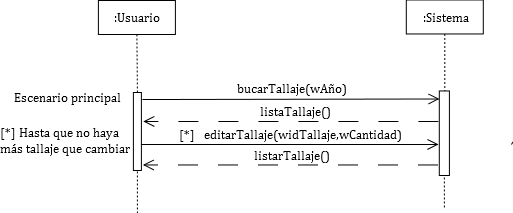 :Usuario
:Sistema
bucarTallaje(wAño)
Escenario principal
listaTallaje()
[*] Hasta que no haya
más tallaje que cambiar
[*] editarTallaje(widTallaje,wCantidad)
listarTallaje()